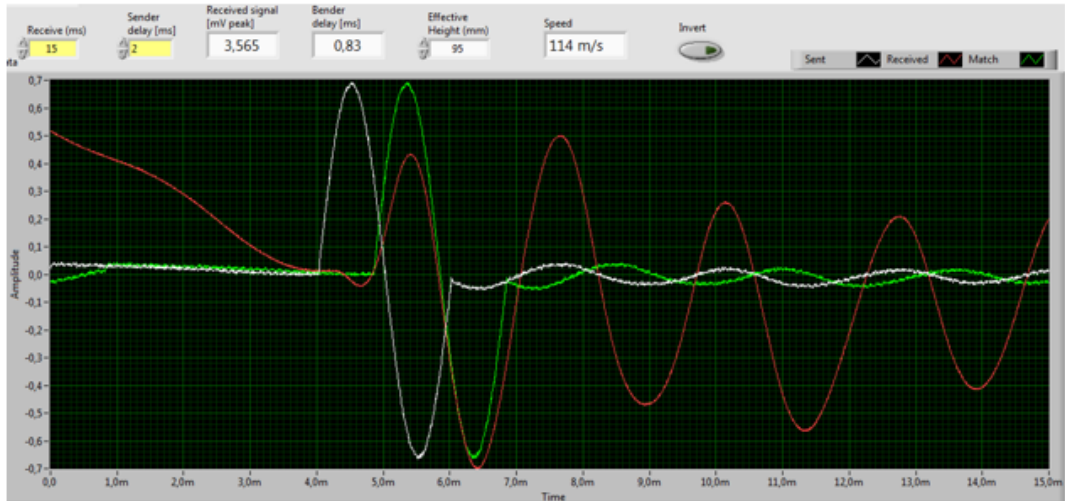 Receive (ms)
15
Sender
delay [ms]
2
Received signal
[mV peak]
3,565
Bender
delay [ms]
0,83
Effective
Height (mm)
95
Speed
114 m/s
Invert
Sent
Received
Match
0,7-
0,6-
0,5-
0,4-
0,3-
0,2-
0,1-
0,0-
-0,1-
-0,2-
-0,3-
-0,4-
-0,5-
-0,6-
-0,7-
Amplitude
0,0
1,0m
2,0m
3,0m
4,0m
5,0m
6,0m
7,0m
8,0m
9,0m
10,0m
11,0m
12,0m
13,0m
14,0m
15,0m
Time